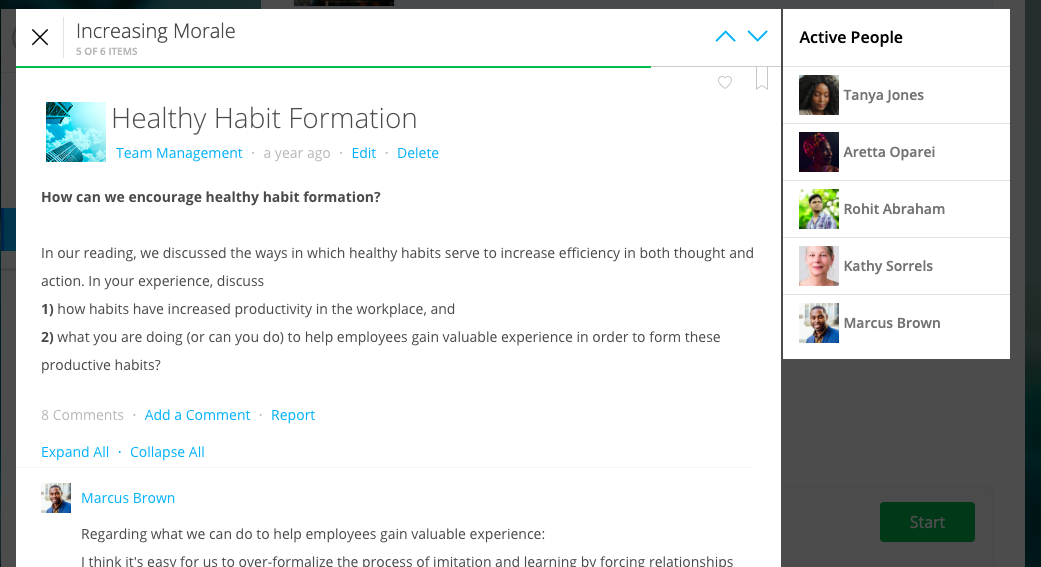 Increasing Morale
5 OF 6 ITEMS
Healthy Habit Formation
Team Management · a year ago · Edit · Delete
How can we encourage healthy habit formation?
In our reading, we discussed the ways in which healthy habits serve to increase efficiency in both thought and
action. In your experience, discuss
1) how habits have increased productivity in the workplace, and
2) what you are doing (or can you do) to help employees gain valuable experience in order to form these
productive habits?
8 Comments · Add a Comment · Report
Expand All · Collapse All
Marcus Brown
Regarding what we can do to help employees gain valuable experience:
I think it's easy for us to over-formalize the process of imitation and learning by forcing relationships
Active People
Tanya Jones
Aretta Oparei
Rohit Abraham
Kathy Sorrels
Marcus Brown
Start